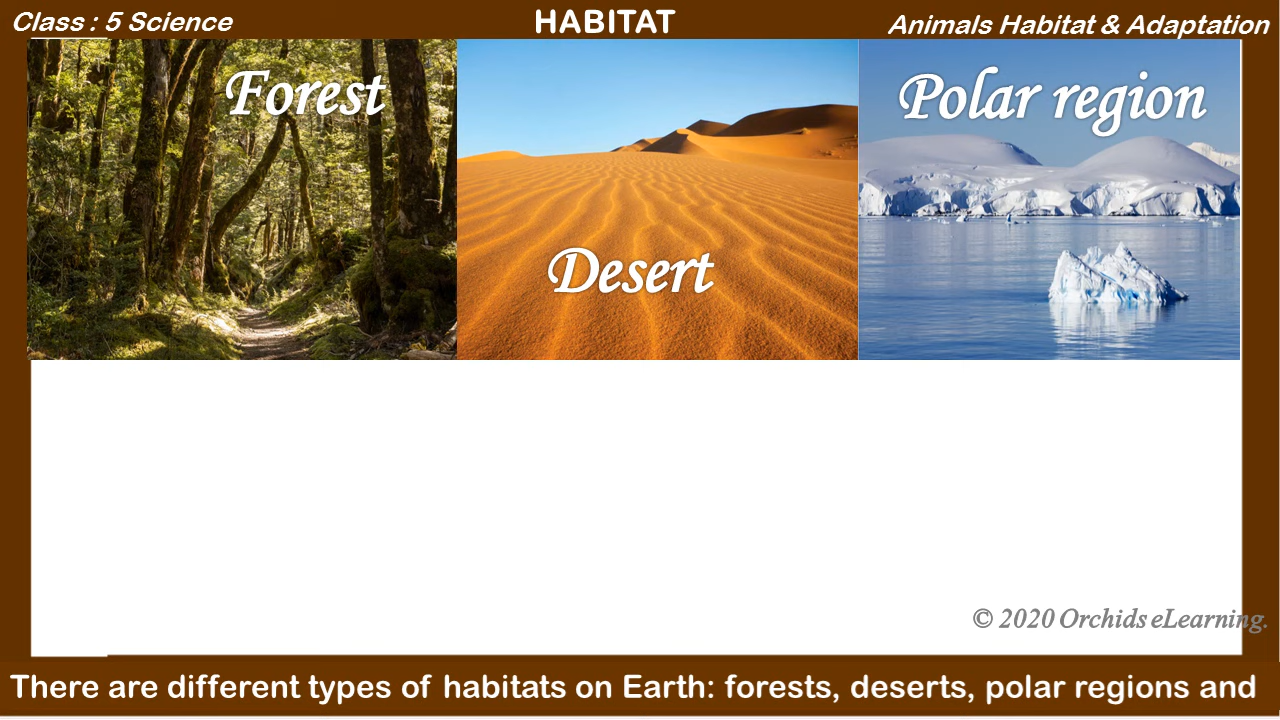 Class : 5 Science
HABITAT
Animals Habitat & Adaptation
Forest
Polar region
Desert
© 2020 Orchids eLearning.
There are different types of habitats on Earth: forests, deserts, polar regions and